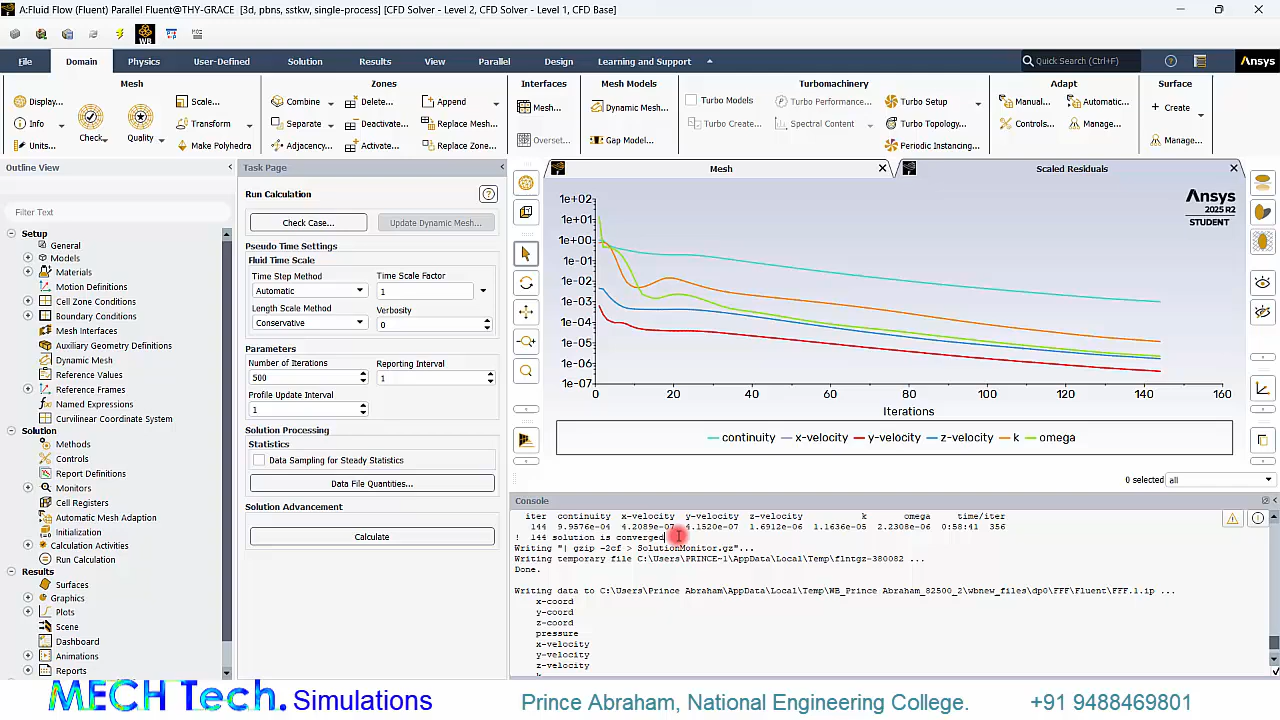 A:Fluid Flow (Fluent) Parallel Fluent@THY-GRACE [3d, pbns, sstkw, single-process] [CFD Solver - Level 2, CFD Solver - Level 1, CFD Base]
WB
File Domain Physics User-Defined Solution Results View Parallel Design Learning and Support Quick Search (Ctrl+F) Ansys
Mesh Zones Interfaces Mesh Models Turbomachinery Adapt Surface
Display... Scale... Combine Delete... Append Mesh... Dynamic Mesh... Turbo Models Turbo Performance... Turbo Setup Manual... Automatic... Create
Info Check Quality Transform Separate Deactivate... Replace Mesh... Turbo Create... Spectral Content Turbo Topology... Controls... Manage...
Units... Make Polyhedra Adjacency... Activate... Replace Zone... Overset... Gap Model... Periodic Instancing... Manage...
Outline View
Filter Text
Setup
General
Models
Materials
Motion Definitions
Cell Zone Conditions
Boundary Conditions
Mesh Interfaces
Auxiliary Geometry Definitions
Dynamic Mesh
Reference Values
Reference Frames
Named Expressions
Curvilinear Coordinate System
Solution
Methods
Controls
Report Definitions
Monitors
Cell Registers
Automatic Mesh Adaption
Initialization
Calculation Activities
Run Calculation
Results
Surfaces
Graphics
Plots
Scene
Dashboard
Animations
Reports
Task Page
Run Calculation
Check Case... Update Dynamic Mesh...
Pseudo Time Settings
Fluid Time Scale
Time Step Method Time Scale Factor
Automatic 1
Length Scale Method Verbosity
Conservative 0
Parameters
Number of Iterations Reporting Interval
500 1
Profile Update Interval
1
Solution Processing
Statistics
Data Sampling for Steady Statistics
Data File Quantities...
Solution Advancement
Calculate
Mesh Scaled Residuals
Ansys
2025 R2
STUDENT
1e+02
1e+01
1e+00
1e-01
1e-02
1e-03
1e-04
1e-05
1e-06
1e-07
0 20 40 60 80 100 120 140 160
Iterations
continuity x-velocity y-velocity z-velocity k omega
0 selected all
Console
iter continuity x-velocity y-velocity z-velocity k omega time/iter
144 9.9576e-04 4.2089e-07 4.1520e-07 1.6912e-06 1.1636e-05 2.2308e-06 0:58:41 356
! 144 solution is converged
Writing "| gzip -2cf > SolutionMonitor.gz"...
Writing temporary file C:\Users\PRINCE~1\AppData\Local\Temp\flntgz-380082 ...
Done.
Writing data to C:\Users\Prince Abraham\AppData\Local\Temp\WB_Prince Abraham_82500_2\wbnew_files\dp0\FFF\Fluent\FFF.1.ip ...
x-coord
y-coord
z-coord
pressure
x-velocity
y-velocity
z-velocity
MECH Tech. Simulations Prince Abraham, National Engineering College. +91 9488469801